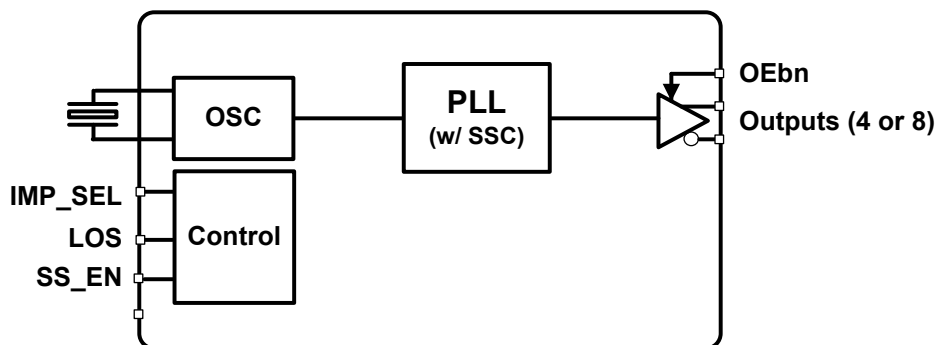 OSC
PLL
(w/ SSC)
OEbn
Outputs (4 or 8)
IMP_SEL
LOS
SS_EN
Control